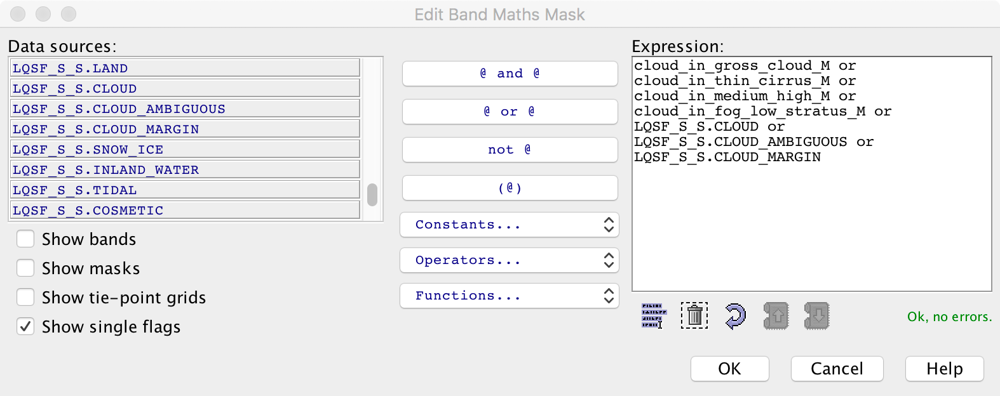 Edit Band Maths Mask
Data sources:
LQSF_S_S.LAND
LQSF_S_S.CLOUD
LQSF_S_S.CLOUD_AMBIGUOUS
LQSF_S_S.CLOUD_MARGIN
LQSF_S_S.SNOW_ICE
LQSF_S_S.INLAND_WATER
LQSF_S_S.TIDAL
LQSF_S_S.COSMETIC
Show bands
Show masks
Show tie-point grids
Show single flags
@ and @
@ or @
not @
(@)
Constants...
Operators...
Functions...
Expression:
cloud_in_gross_cloud_M or
cloud_in_thin_cirrus_M or
cloud_in_medium_high_M or
cloud_in_fog_low_stratus_M or
LQSF_S_S.CLOUD or
LQSF_S_S.CLOUD_AMBIGUOUS or
LQSF_S_S.CLOUD_MARGIN
Ok, no errors.
OK
Cancel
Help